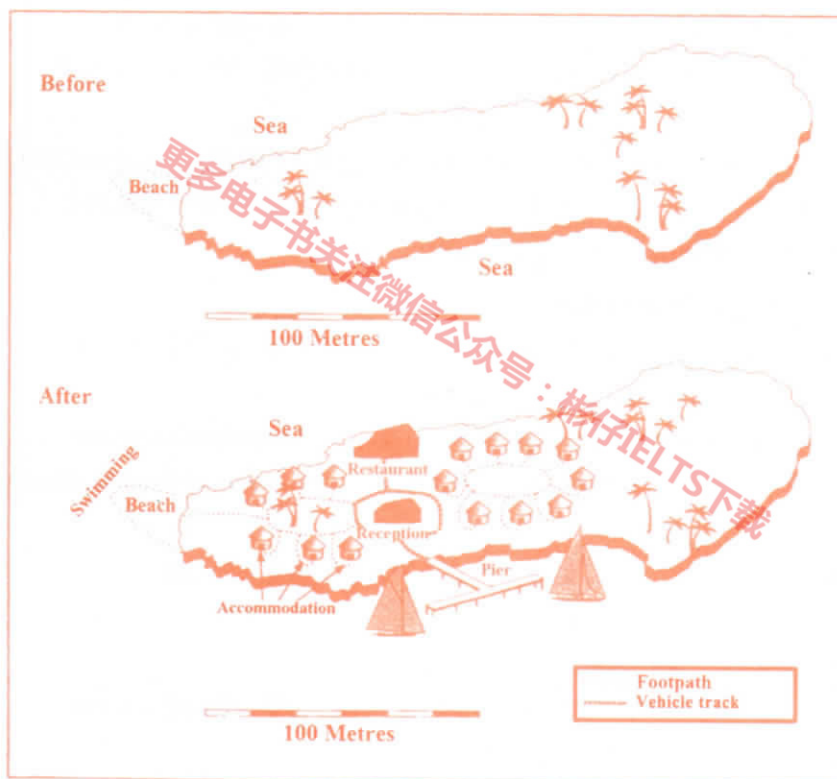 Before
Sea
Beach
Sea
100 Metres
更多电子书关注微信公众号：彬仔IELTS下载
After
Sea
Swimming
Beach
Restaurant
Reception
Pier
Accommodation
Footpath
Vehicle track
100 Metres